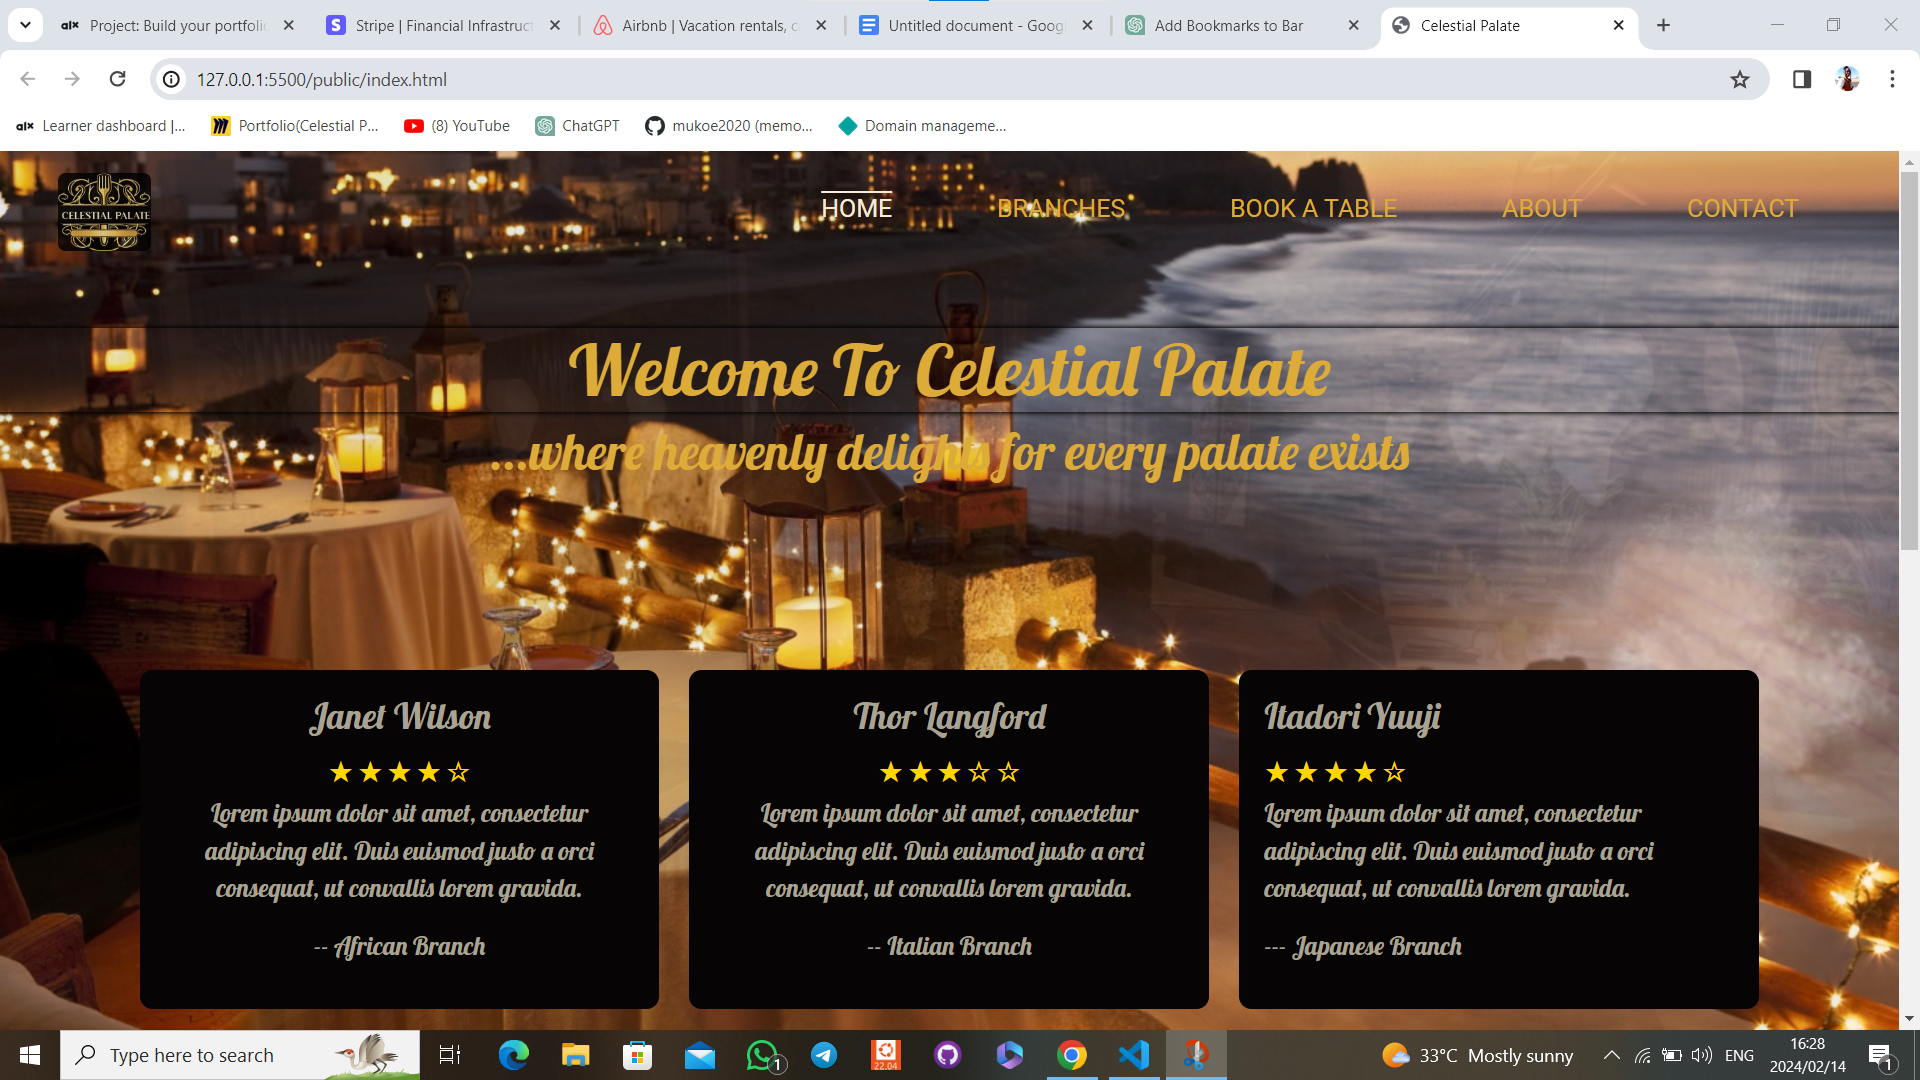 Project: Build your portfolio
Stripe | Financial Infrastruct
Airbnb | Vacation rentals, c
Untitled document - Goog
Add Bookmarks to Bar
Celestial Palate
127.0.0.1:5500/public/index.html
alx Learner dashboard |...
Portfolio(Celestial P...
(8) YouTube
ChatGPT
mukoe2020 (memo...
Domain manageme...
CELESTIAL PALATE
HOME
BRANCHES
BOOK A TABLE
ABOUT
CONTACT
Welcome To Celestial Palate
...where heavenly delights for every palate exists
Janet Wilson
★★★★☆
Lorem ipsum dolor sit amet, consectetur
adipiscing elit. Duis euismod justo a orci
consequat, ut convallis lorem gravida.
-- African Branch
Thor Langford
★★★☆☆
Lorem ipsum dolor sit amet, consectetur
adipiscing elit. Duis euismod justo a orci
consequat, ut convallis lorem gravida.
-- Italian Branch
Itadori Yuuji
★★★★☆
Lorem ipsum dolor sit amet, consectetur
adipiscing elit. Duis euismod justo a orci
consequat, ut convallis lorem gravida.
--- Japanese Branch
Type here to search
1
22.04
33°C Mostly sunny
ENG
16:28
2024/02/14
1